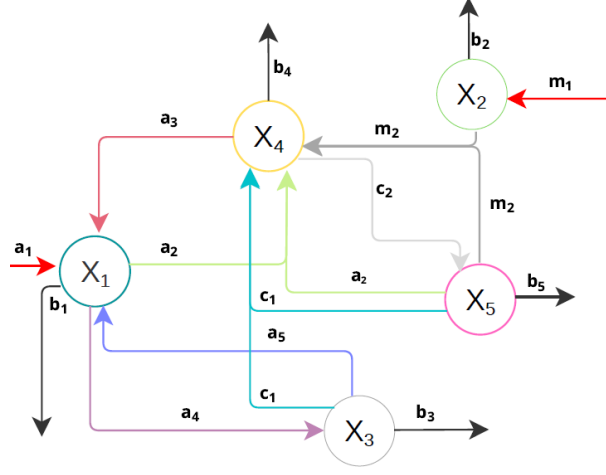 b₂
b₄
X₂
m₁
a₃
X₄
m₂
c₂
m₂
a₁
a₂
X₁
a₂
b₅
b₁
c₁
X₅
a₅
c₁
a₄
b₃
X₃